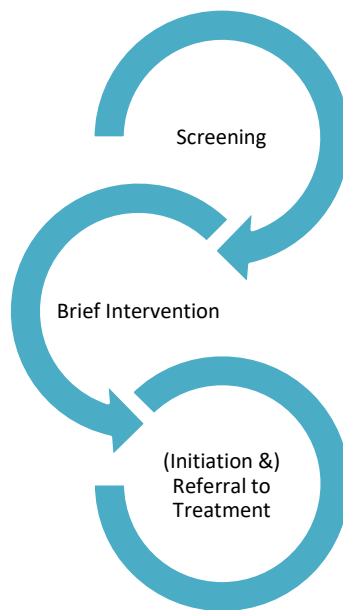 Screening
Brief Intervention
(Initiation &)
Referral to
Treatment